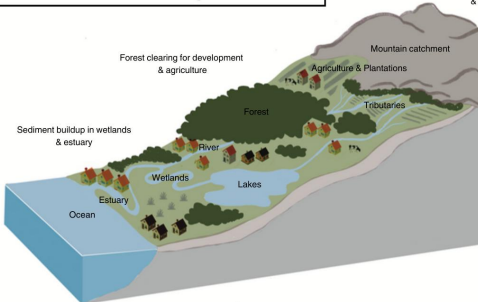 &
Mountain catchment
Forest clearing for development
& agriculture
Agriculture & Plantations
Tributaries
Forest
Sediment buildup in wetlands
& estuary
River
Wetlands
Lakes
Estuary
Ocean